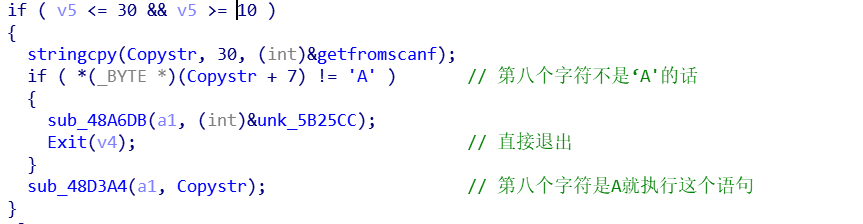 if ( v5 <= 30 && v5 >= 10 )
{
stringcpy(Copystr, 30, (int)&getfromscanf);
if ( *(_BYTE *)(Copystr + 7) != 'A' ) // 第八个字符不是‘A'的话
{
sub_48A6DB(a1, (int)&unk_5B25CC);
Exit(v4); // 直接退出
}
sub_48D3A4(a1, Copystr); // 第八个字符是A就执行这个语句
}